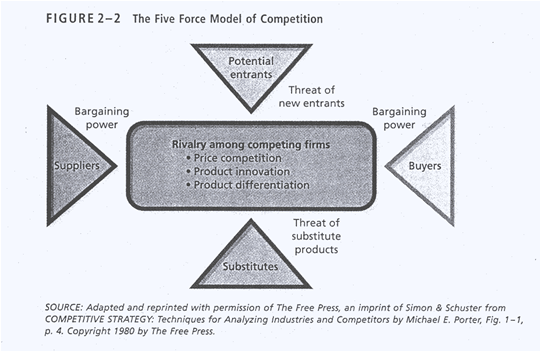 FIGURE 2–2 The Five Force Model of Competition
Potential
entrants
Threat of
new entrants
Bargaining
power
Bargaining
power
Suppliers
Rivalry among competing firms
• Price competition
• Product innovation
• Product differentiation
Buyers
Threat of
substitute
products
Substitutes
SOURCE: Adapted and reprinted with permission of The Free Press, an imprint of Simon & Schuster from
COMPETITIVE STRATEGY: Techniques for Analyzing Industries and Competitors by Michael E. Porter, Fig. 1–1,
p. 4. Copyright 1980 by The Free Press.